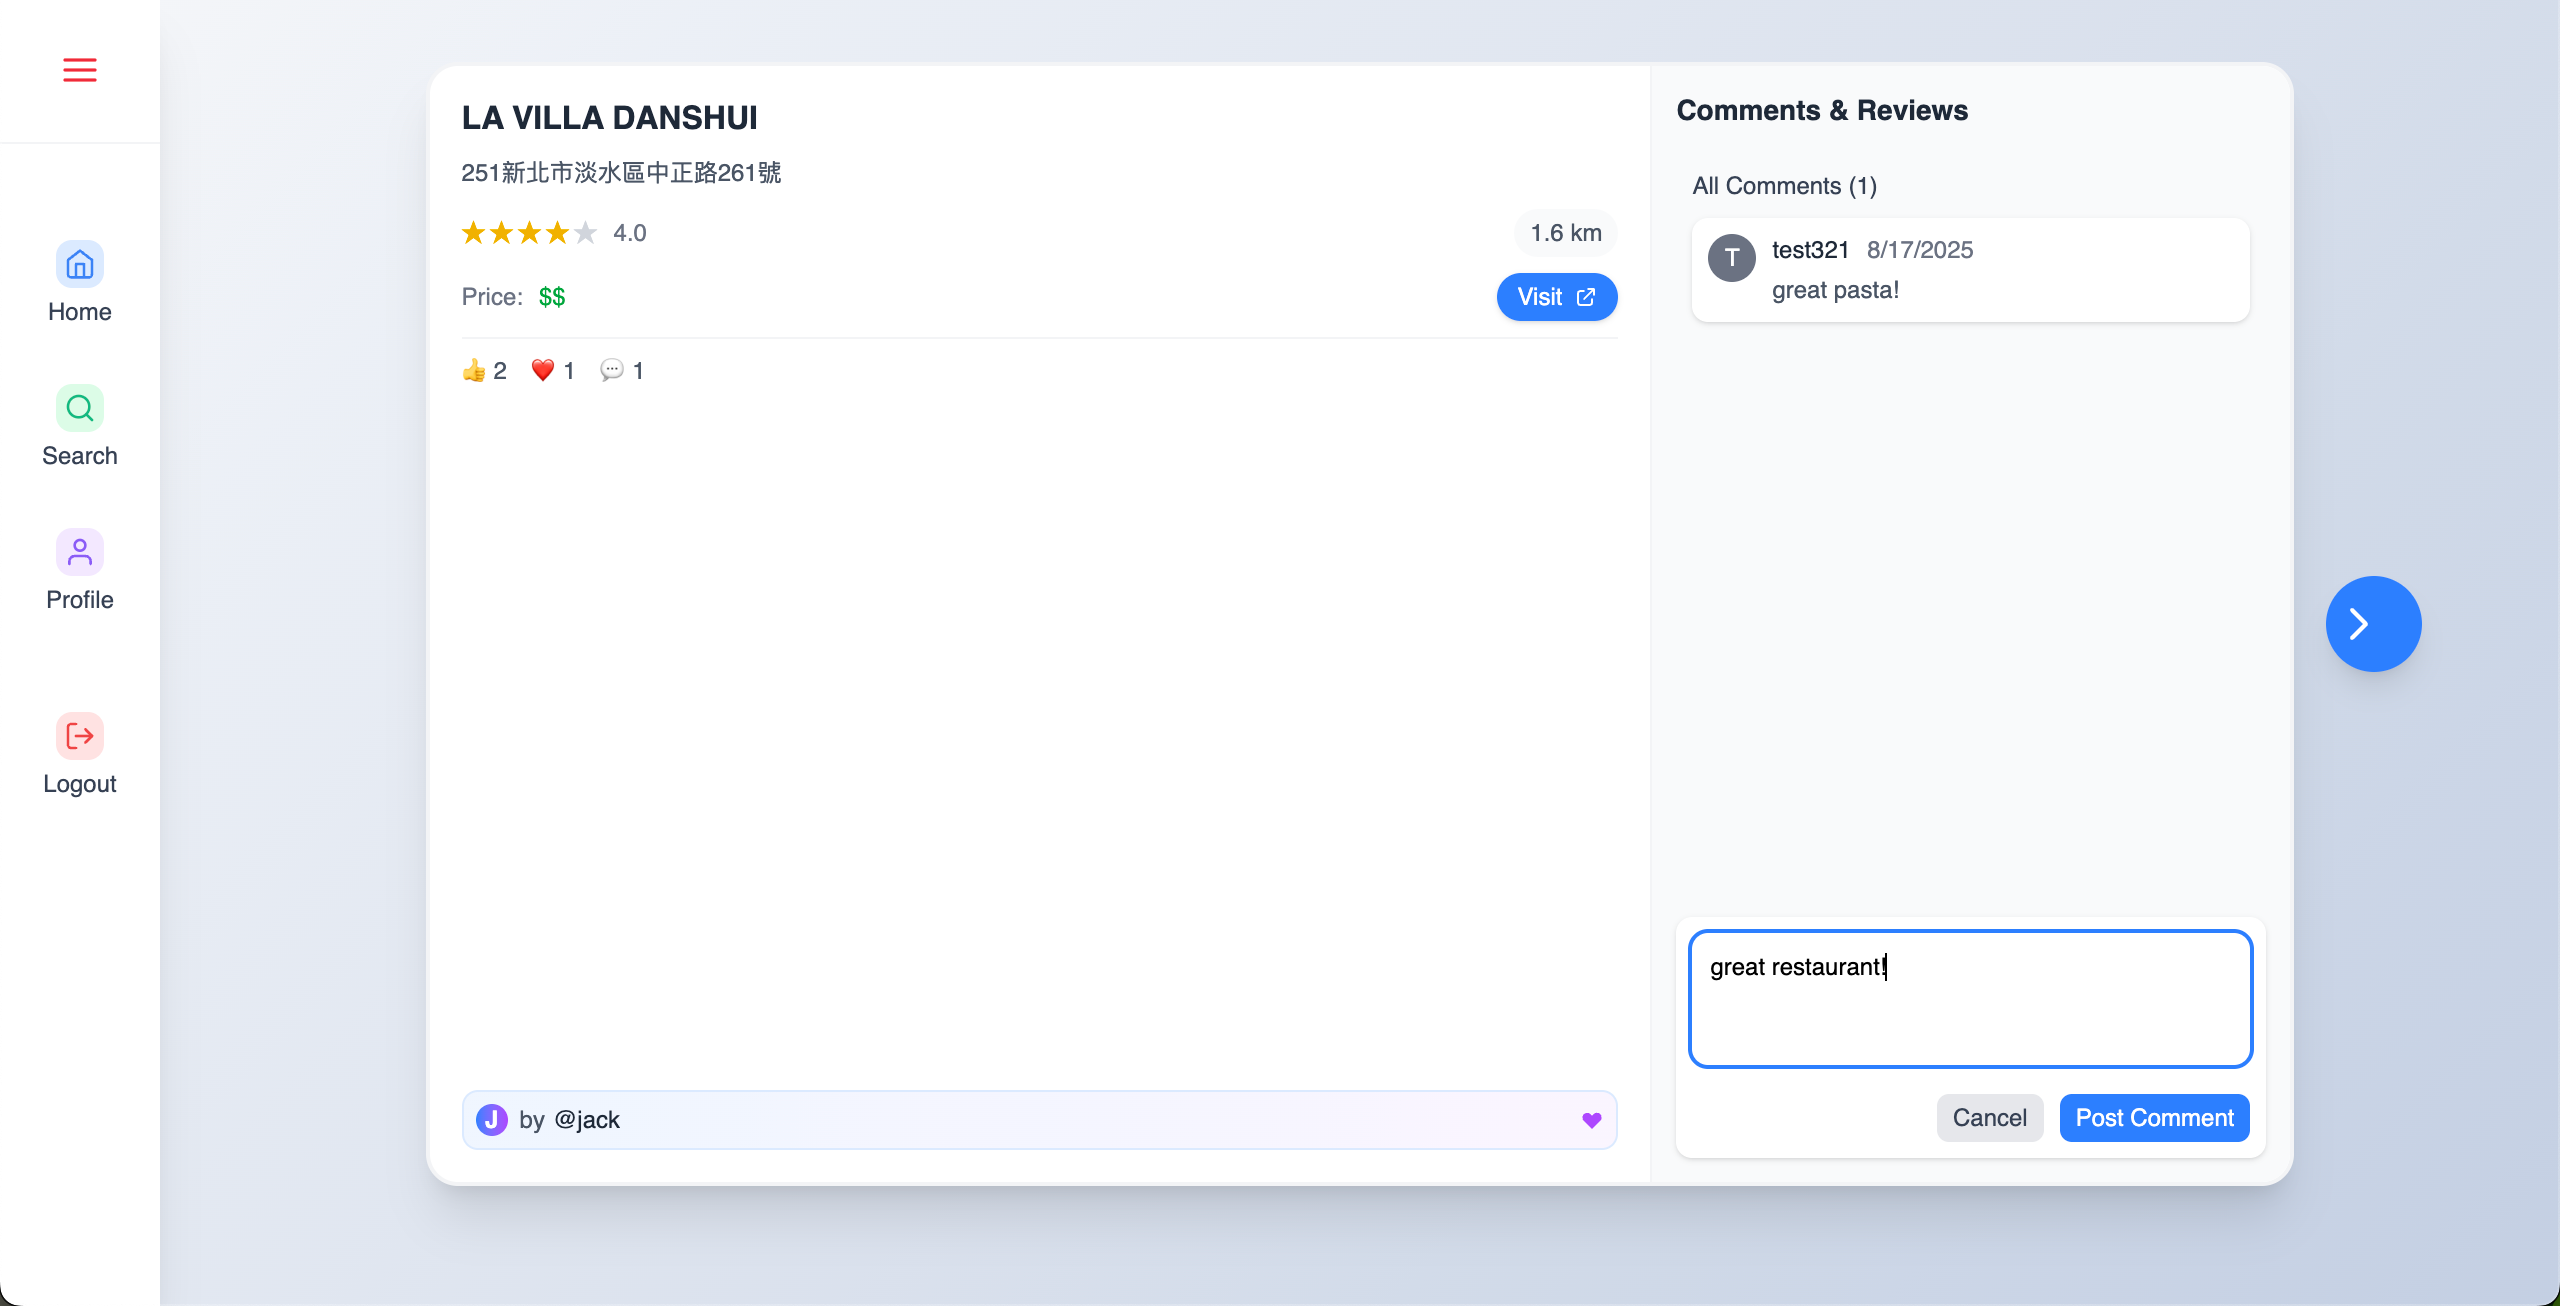 Home
Search
Profile
Logout
LA VILLA DANSHUI
251新北市淡水區中正路261號
4.0
1.6 km
Price: $$
Visit
👍 2 ❤️ 1 💬 1
J by @jack
Comments & Reviews
All Comments (1)
T test321 8/17/2025
great pasta!
great restaurant!
Cancel Post Comment